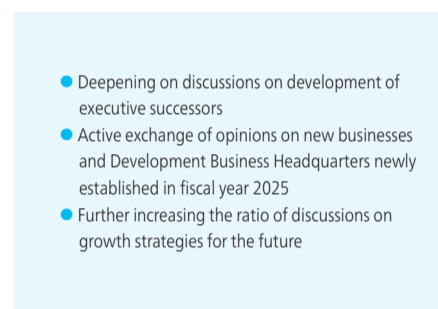 ● Deepening on discussions on development of
executive successors
● Active exchange of opinions on new businesses
and Development Business Headquarters newly
established in fiscal year 2025
● Further increasing the ratio of discussions on
growth strategies for the future